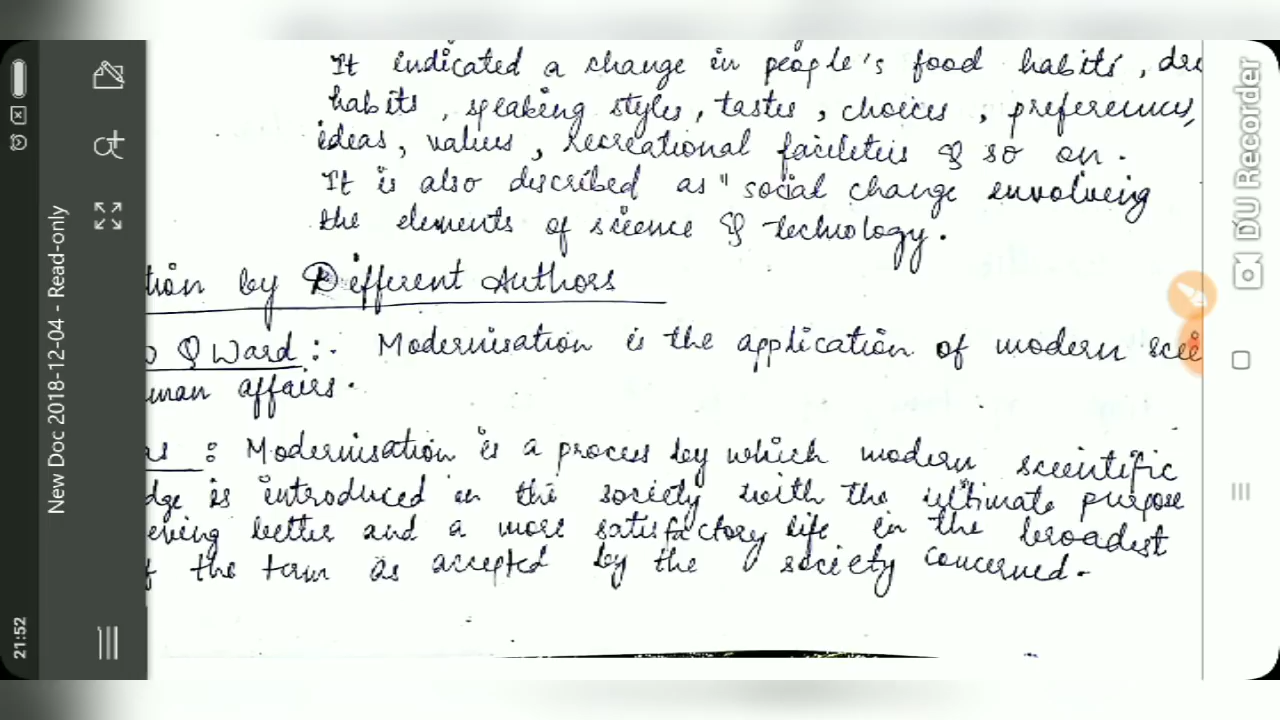 It indicated a change in people's food habits, dre
habits, speaking styles, tastes, choices, preferences,
ideas, values, recreational facilities & so on.
It is also described as "social change involving
the elements of science & technology.
tion by Different Authors
& Ward :- Modernisation is the application of modern scie
uman affairs.
as : Modernisation is a process by which modern scientific
dge is introduced in the society with the ultimate purpose
eving better and a more satisfactory life in the broadest
f the term as accepted by the society concerned.
New Doc 2018-12-04 - Read-only
21:52
DU Recorder